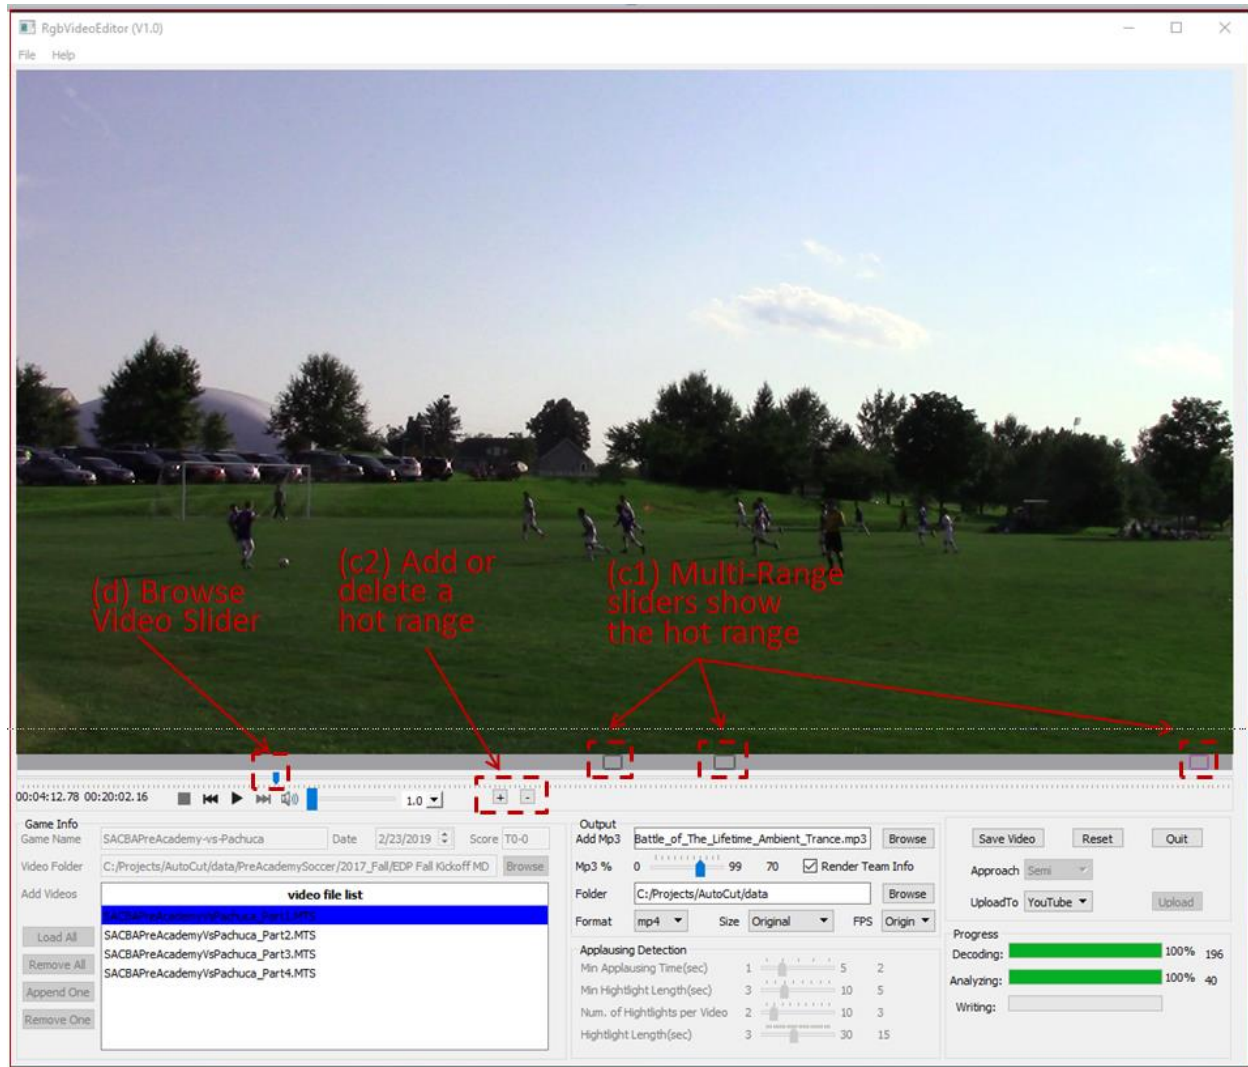 RgbVideoEditor (V1.0)
File Help
(d) Browse
Video Slider
(c2) Add or
delete a
hot range
(c1) Multi-Range
sliders show
the hot range
00:04:12.78 00:20:02.16
1.0
+ -
Game Info
Game Name SACBAPreAcademy-vs-Pachuca Date 2/23/2019 Score T0-0
Video Folder C:/Projects/AutoCut/data/PreAcademySoccer/2017_Fall/EDP Fall Kickoff MD Browse
Add Videos
video file list
SACBAPreAcademyVsPachuca_Part1.MTS
SACBAPreAcademyVsPachuca_Part2.MTS
SACBAPreAcademyVsPachuca_Part3.MTS
SACBAPreAcademyVsPachuca_Part4.MTS
Load All
Remove All
Append One
Remove One
Output
Add Mp3 Battle_of_The_Lifetime_Ambient_Trance.mp3 Browse
Mp3 % 0 99 70 Render Team Info
Folder C:/Projects/AutoCut/data Browse
Format mp4 Size Original FPS Origin
Applausing Detection
Min Applausing Time(sec) 1 5 2
Min Hightlight Length(sec) 3 10 5
Num. of Hightlights per Video 2 10 3
Hightlight Length(sec) 3 30 15
Save Video Reset Quit
Approach Semi
UploadTo YouTube Upload
Progress
Decoding: 100% 196
Analyzing: 100% 40
Writing: